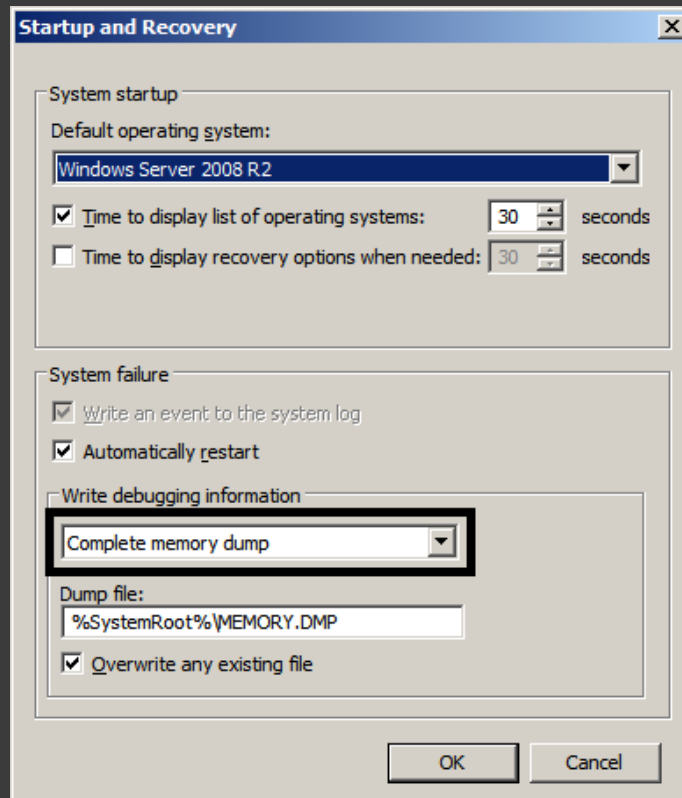 Startup and Recovery
System startup
Default operating system:
Windows Server 2008 R2
Time to display list of operating systems: 30 seconds
Time to display recovery options when needed: 30 seconds
System failure
Write an event to the system log
Automatically restart
Write debugging information
Complete memory dump
Dump file:
%SystemRoot%\MEMORY.DMP
Overwrite any existing file
OK Cancel